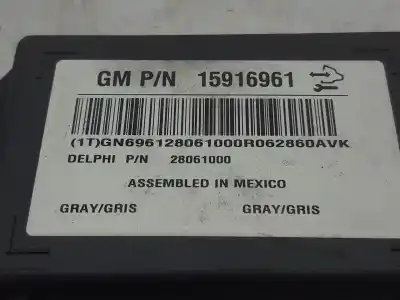 GM P/N 15916961
(1T)GN696128061000R062860AVK
DELPHI P/N 28061000
ASSEMBLED IN MEXICO
GRAY/GRIS GRAY/GRIS